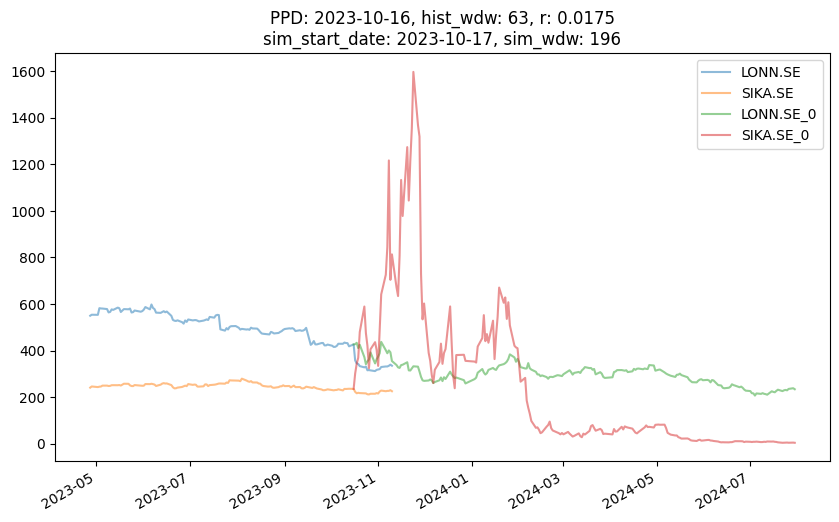 PPD: 2023-10-16, hist_wdw: 63, r: 0.0175
sim_start_date: 2023-10-17, sim_wdw: 196
1600
1400
1200
1000
800
600
400
200
0
LONN.SE
SIKA.SE
LONN.SE_0
SIKA.SE_0
2023-05
2023-07
2023-09
2023-11
2024-01
2024-03
2024-05
2024-07